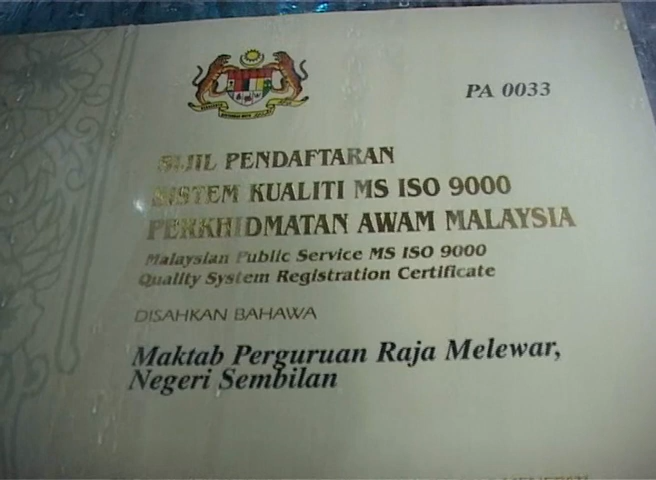 PA 0033
SIJIL PENDAFTARAN
SISTEM KUALITI MS ISO 9000
PERKHIDMATAN AWAM MALAYSIA
Malaysian Public Service MS ISO 9000
Quality System Registration Certificate
DISAHKAN BAHAWA
Maktab Perguruan Raja Melewar,
Negeri Sembilan